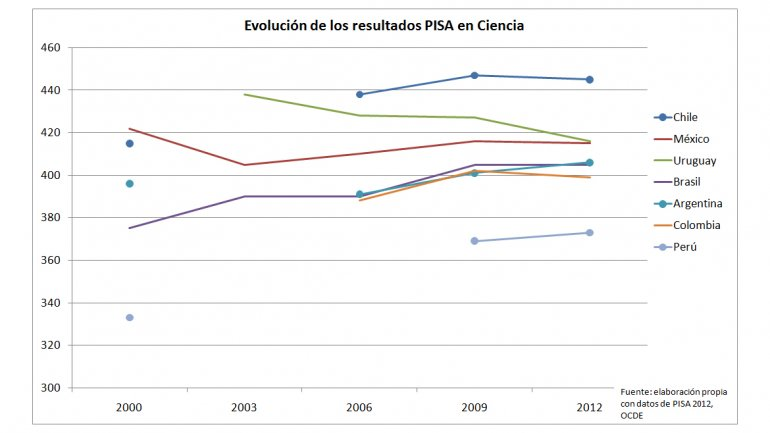 Evolución de los resultados PISA en Ciencia
460
440
420
400
380
360
340
320
300
2000
2003
2006
2009
2012
Chile
México
Uruguay
Brasil
Argentina
Colombia
Perú
Fuente: elaboración propia
con datos de PISA 2012,
OCDE